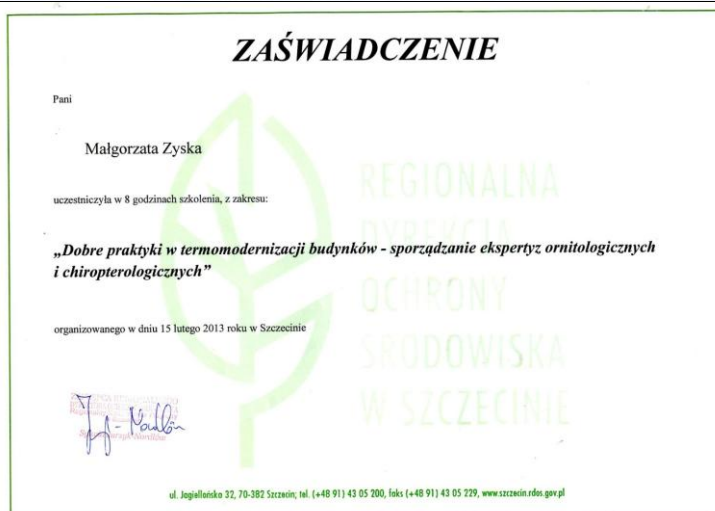 ZAŚWIADCZENIE
Pani
Małgorzata Zyska
uczestniczyła w 8 godzinach szkolenia, z zakresu:
„Dobre praktyki w termomodernizacji budynków - sporządzanie ekspertyz ornitologicznych
i chiropterologicznych”
organizowanego w dniu 15 lutego 2013 roku w Szczecinie
REGIONALNA
DYREKCJA
OCHRONY
ŚRODOWISKA
W SZCZECINIE
ul. Jagiellońska 32, 70-382 Szczecin; tel. (+48 91) 43 05 200, faks (+48 91) 43 05 229, www.szczecin.rdos.gov.pl